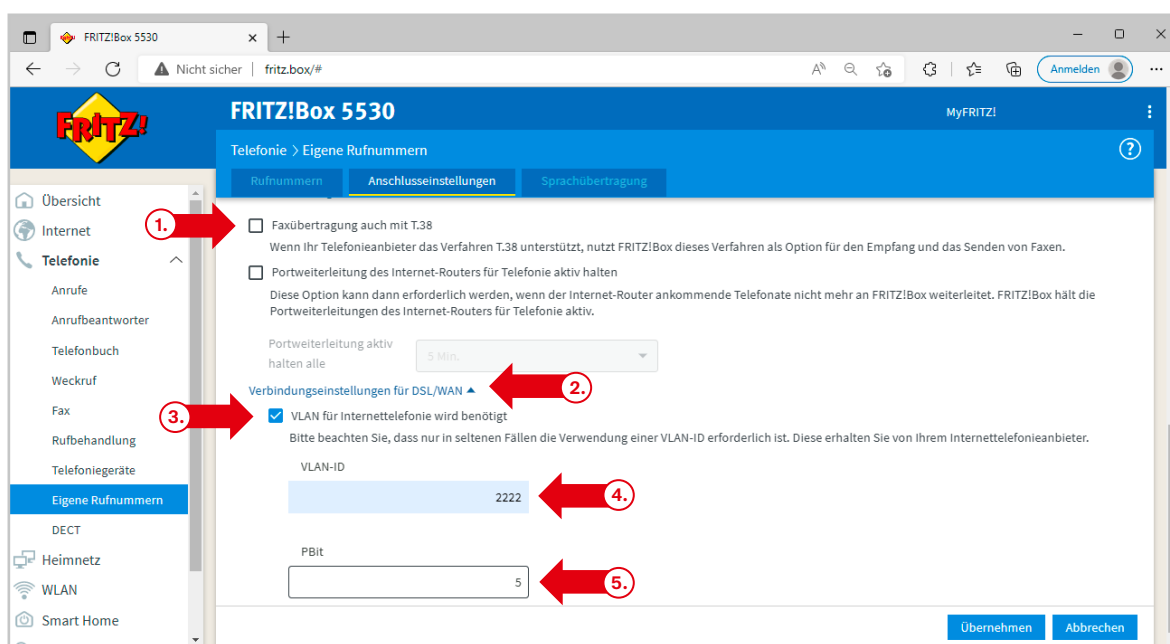 FRITZ!Box 5530
Nicht sicher | fritz.box/#
Anmelden
FRITZ!
FRITZ!Box 5530
MyFRITZ!
Telefonie > Eigene Rufnummern
Rufnummern
Anschlusseinstellungen
Sprachübertragung
Übersicht
Internet
Telefonie
Anrufe
Anrufbeantworter
Telefonbuch
Weckruf
Fax
Rufbehandlung
Telefoniegeräte
Eigene Rufnummern
DECT
Heimnetz
WLAN
Smart Home
1.
Faxübertragung auch mit T.38
Wenn Ihr Telefonieanbieter das Verfahren T.38 unterstützt, nutzt FRITZ!Box dieses Verfahren als Option für den Empfang und das Senden von Faxen.
Portweiterleitung des Internet-Routers für Telefonie aktiv halten
Diese Option kann dann erforderlich werden, wenn der Internet-Router ankommende Telefonate nicht mehr an FRITZ!Box weiterleitet. FRITZ!Box hält die
Portweiterleitungen des Internet-Routers für Telefonie aktiv.
Portweiterleitung aktiv
halten alle
5 Min.
Verbindungseinstellungen für DSL/WAN
2.
3.
VLAN für Internettelefonie wird benötigt
Bitte beachten Sie, dass nur in seltenen Fällen die Verwendung einer VLAN-ID erforderlich ist. Diese erhalten Sie von Ihrem Internettelefonieanbieter.
VLAN-ID
2222
4.
PBit
5
5.
Übernehmen
Abbrechen